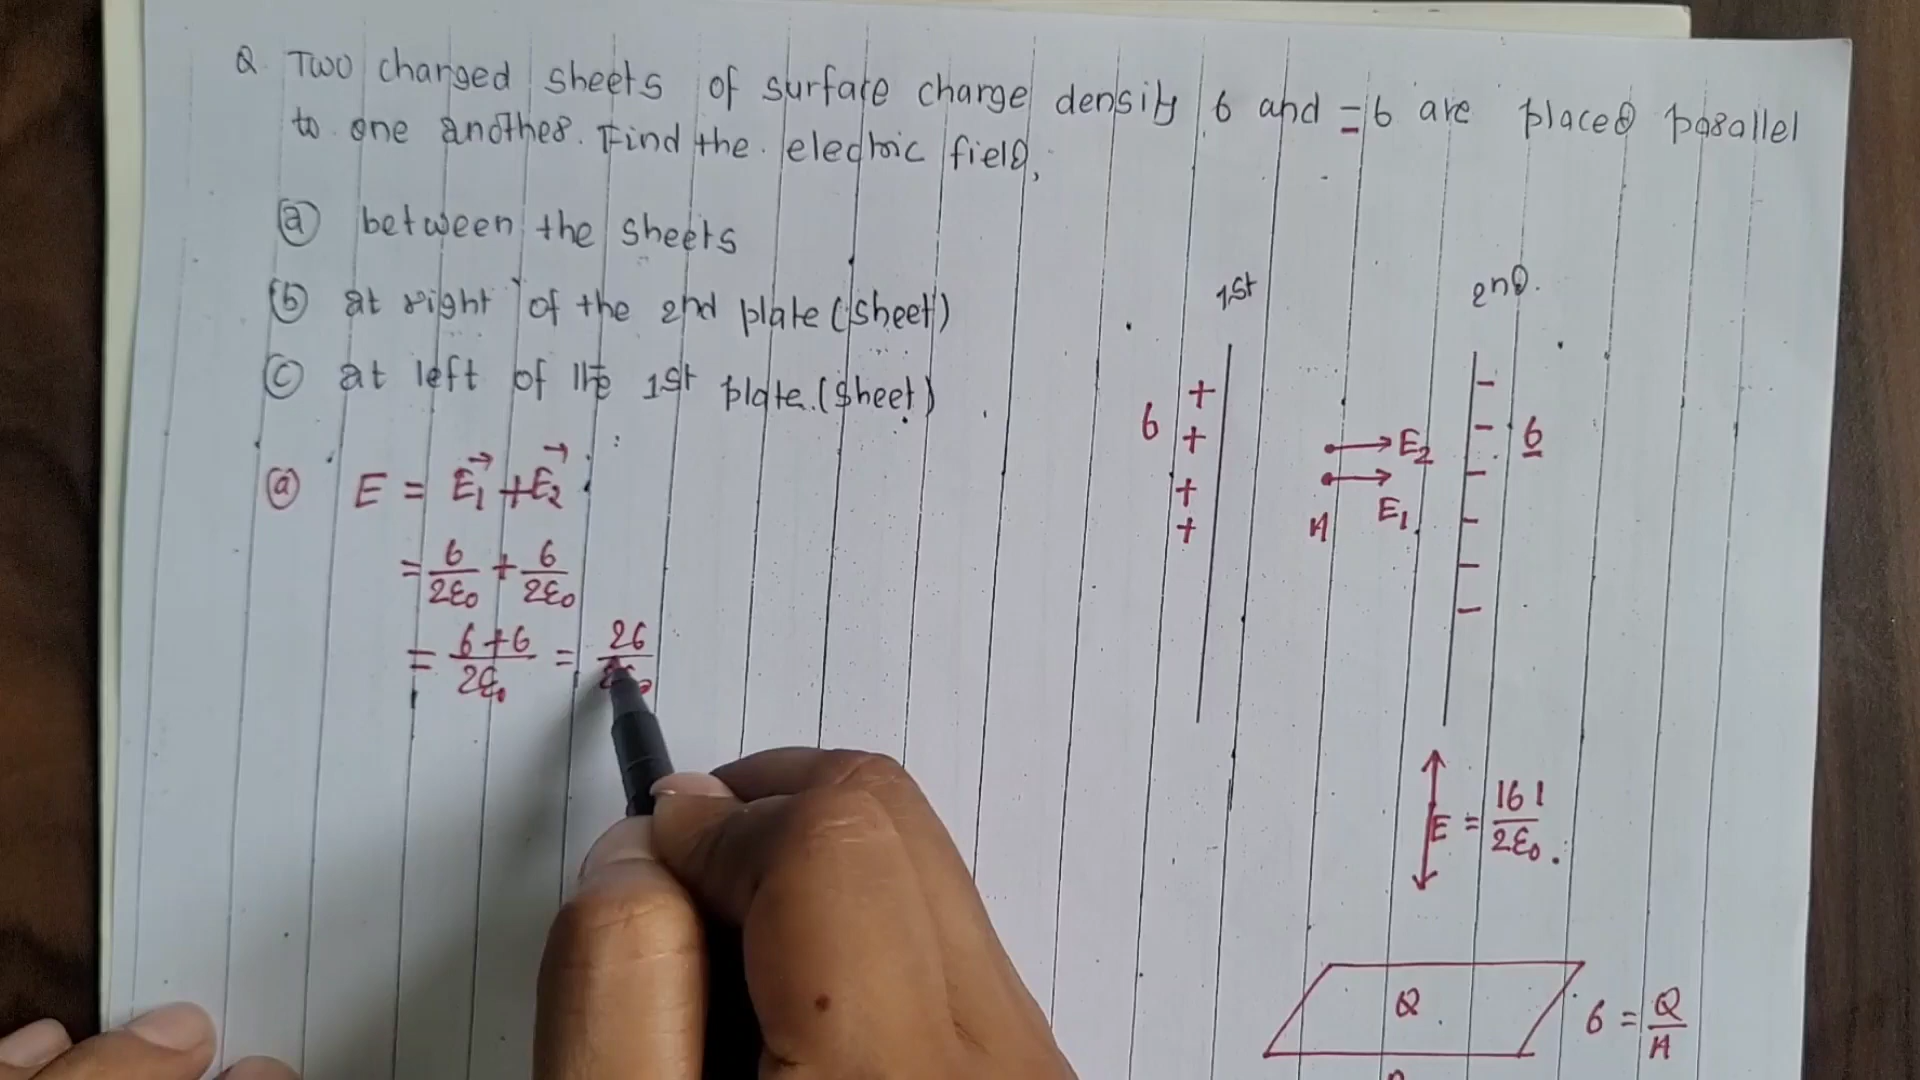 Q. Two charged sheets of surface charge density σ and -σ are placed parallel
to one another. Find the electric field,
(a) between the sheets
(b) at right of the 2nd plate (sheet)
(c) at left of the 1st plate (sheet)
(a) E = E₁⃗ + E₂⃗
= σ/2ε₀ + σ/2ε₀
= σ+σ/2ε₀ = 2σ/2ε₀
1st
2nd.
σ
+
+
+
+
E₂
E₁
A
σ
E = |σ|/2ε₀.
Q
σ = Q/A